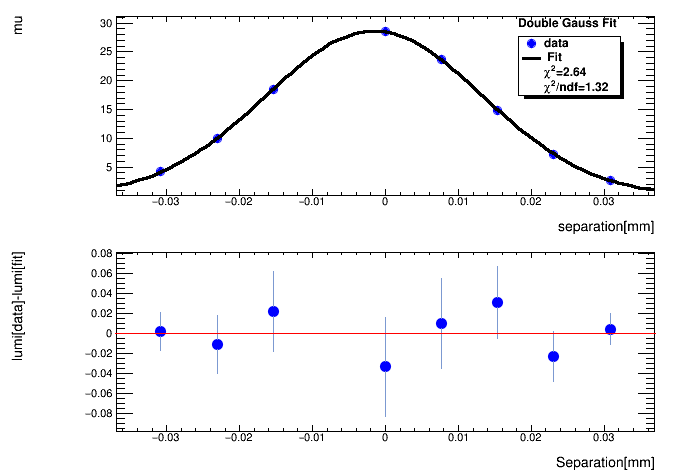 Double Gauss Fit
mu
30
25
20
15
10
5
data
Fit
χ²=2.64
χ²/ndf=1.32
−0.03 −0.02 −0.01 0 0.01 0.02 0.03
separation[mm]
lumi[data]-lumi[fit]
0.08
0.06
0.04
0.02
0
−0.02
−0.04
−0.06
−0.08
−0.03 −0.02 −0.01 0 0.01 0.02 0.03
Separation[mm]